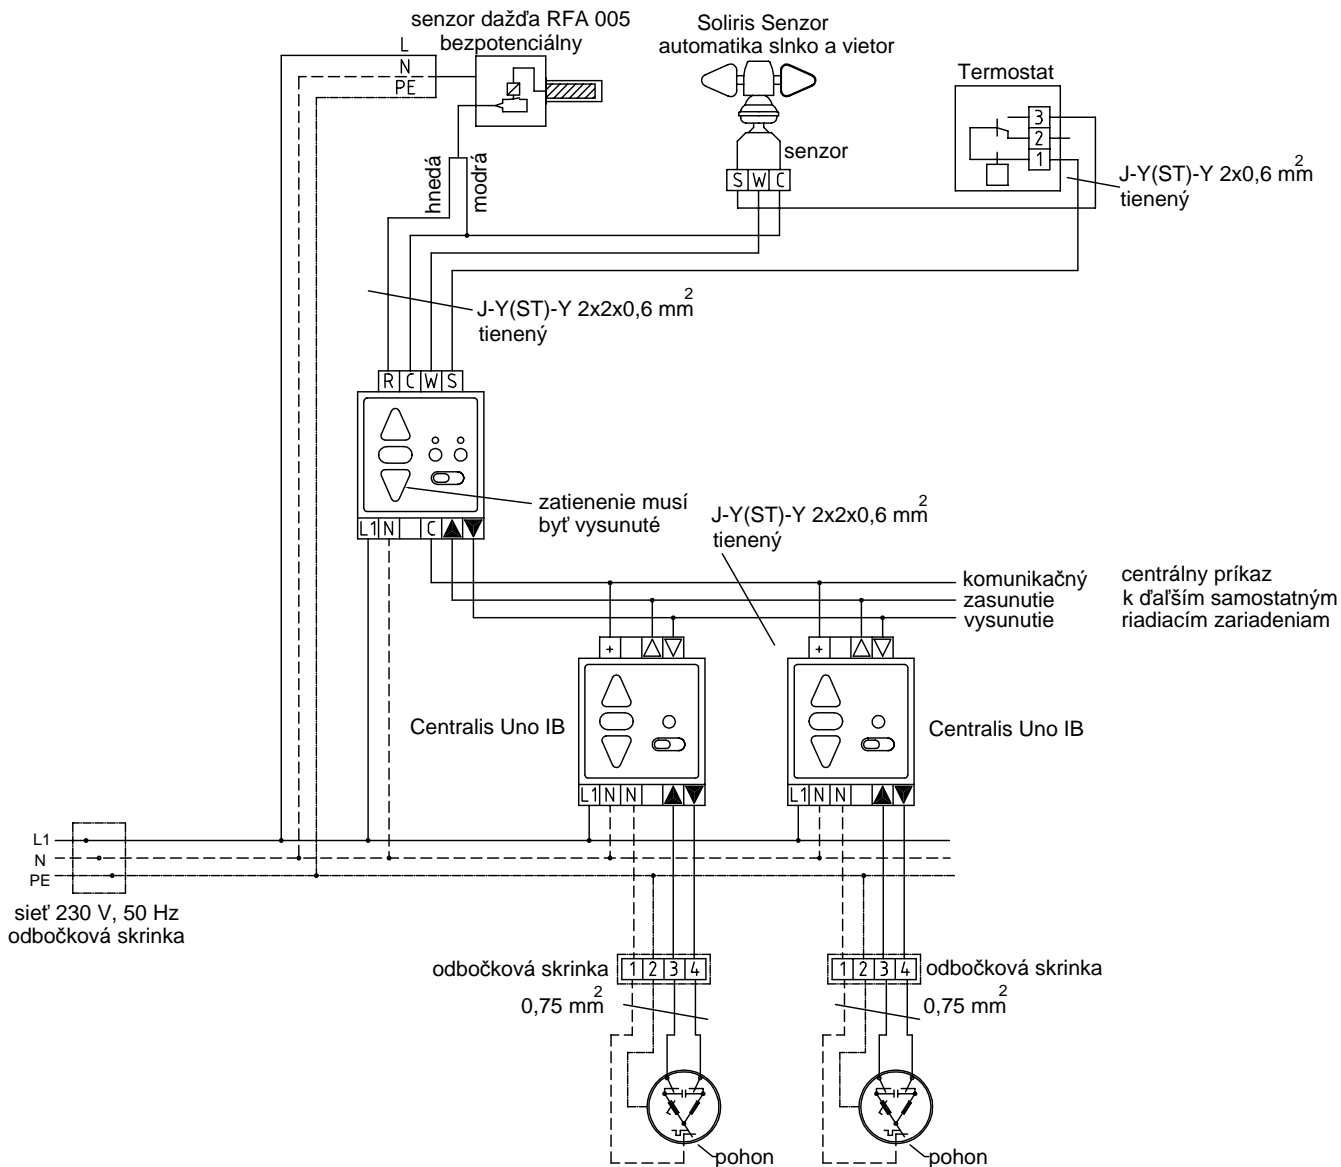 senzor dažďa RFA 005
bezpotenciálny
L
N
PE
Soliris Senzor
automatika slnko a vietor
senzor
S W C
Termostat
3
2
1
J-Y(ST)-Y 2x0,6 mm2
tienený
hnedá
modrá
J-Y(ST)-Y 2x2x0,6 mm2
tienený
R C W S
zatienenie musí
byť vysunuté
L1 N C
J-Y(ST)-Y 2x2x0,6 mm2
tienený
komunikačný
zasunutie
vysunutie
centrálny príkaz
k ďaľším samostatným
riadiacím zariadeniam
+
+
Centralis Uno IB
Centralis Uno IB
L1 N N
L1 N N
L1
N
PE
sieť 230 V, 50 Hz
odbočková skrinka
odbočková skrinka
1 2 3 4
1 2 3 4
odbočková skrinka
0,75 mm2
0,75 mm2
pohon
pohon